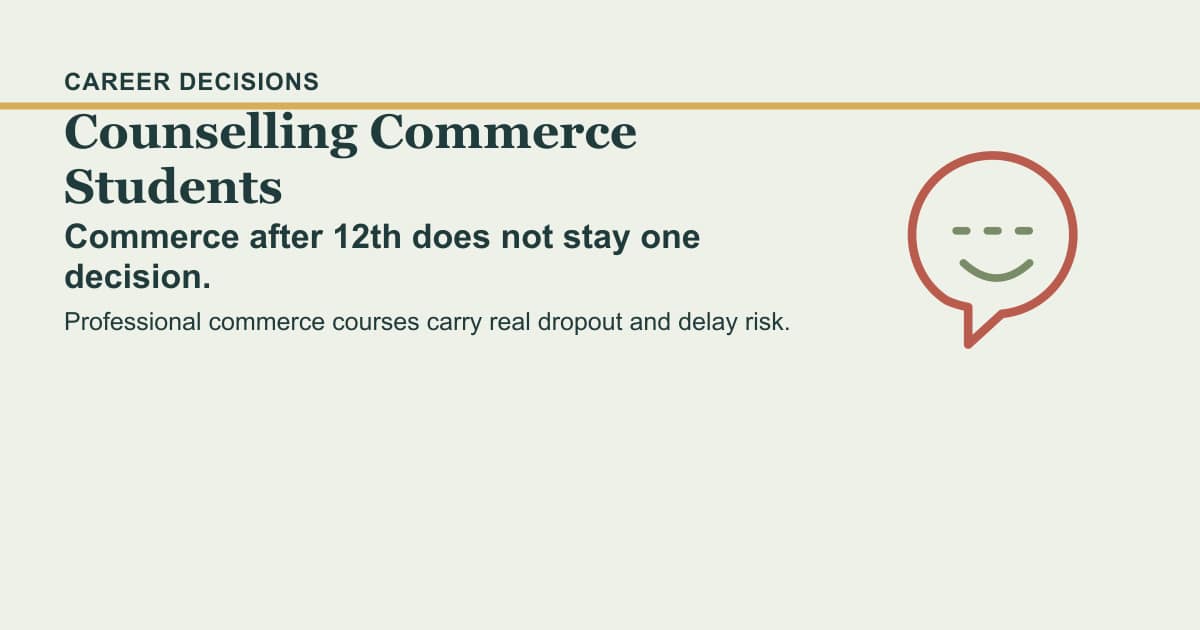 CAREER DECISIONS
Counselling Commerce
Students
Commerce after 12th does not stay one
decision.
Professional commerce courses carry real dropout and delay risk.